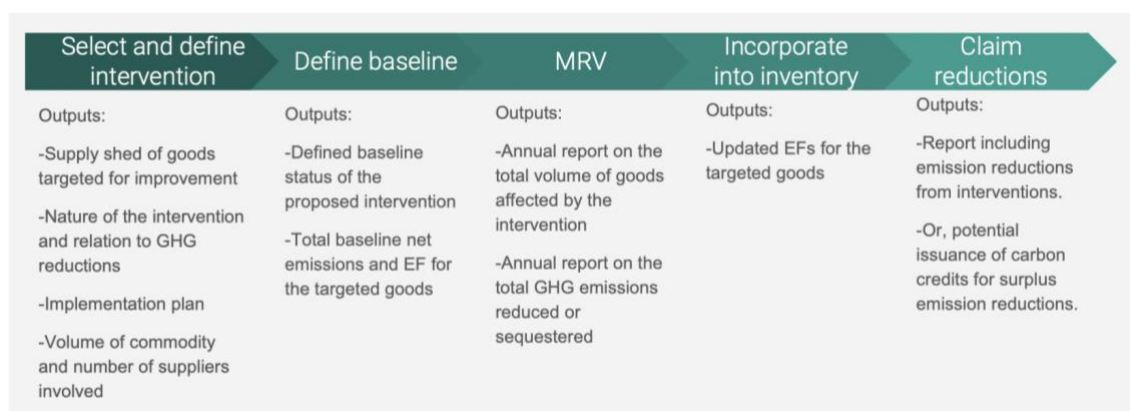 Select and define
intervention
Outputs:
-Supply shed of goods
targeted for improvement
-Nature of the intervention
and relation to GHG
reductions
-Implementation plan
-Volume of commodity
and number of suppliers
involved
Define baseline
Outputs:
-Defined baseline
status of the
proposed intervention
-Total baseline net
emissions and EF for
the targeted goods
MRV
Outputs:
-Annual report on the
total volume of goods
affected by the
intervention
-Annual report on the
total GHG emissions
reduced or
sequestered
Incorporate
into inventory
Outputs:
-Updated EFs for the
targeted goods
Claim
reductions
Outputs:
-Report including
emission reductions
from interventions.
-Or, potential
issuance of carbon
credits for surplus
emission reductions.